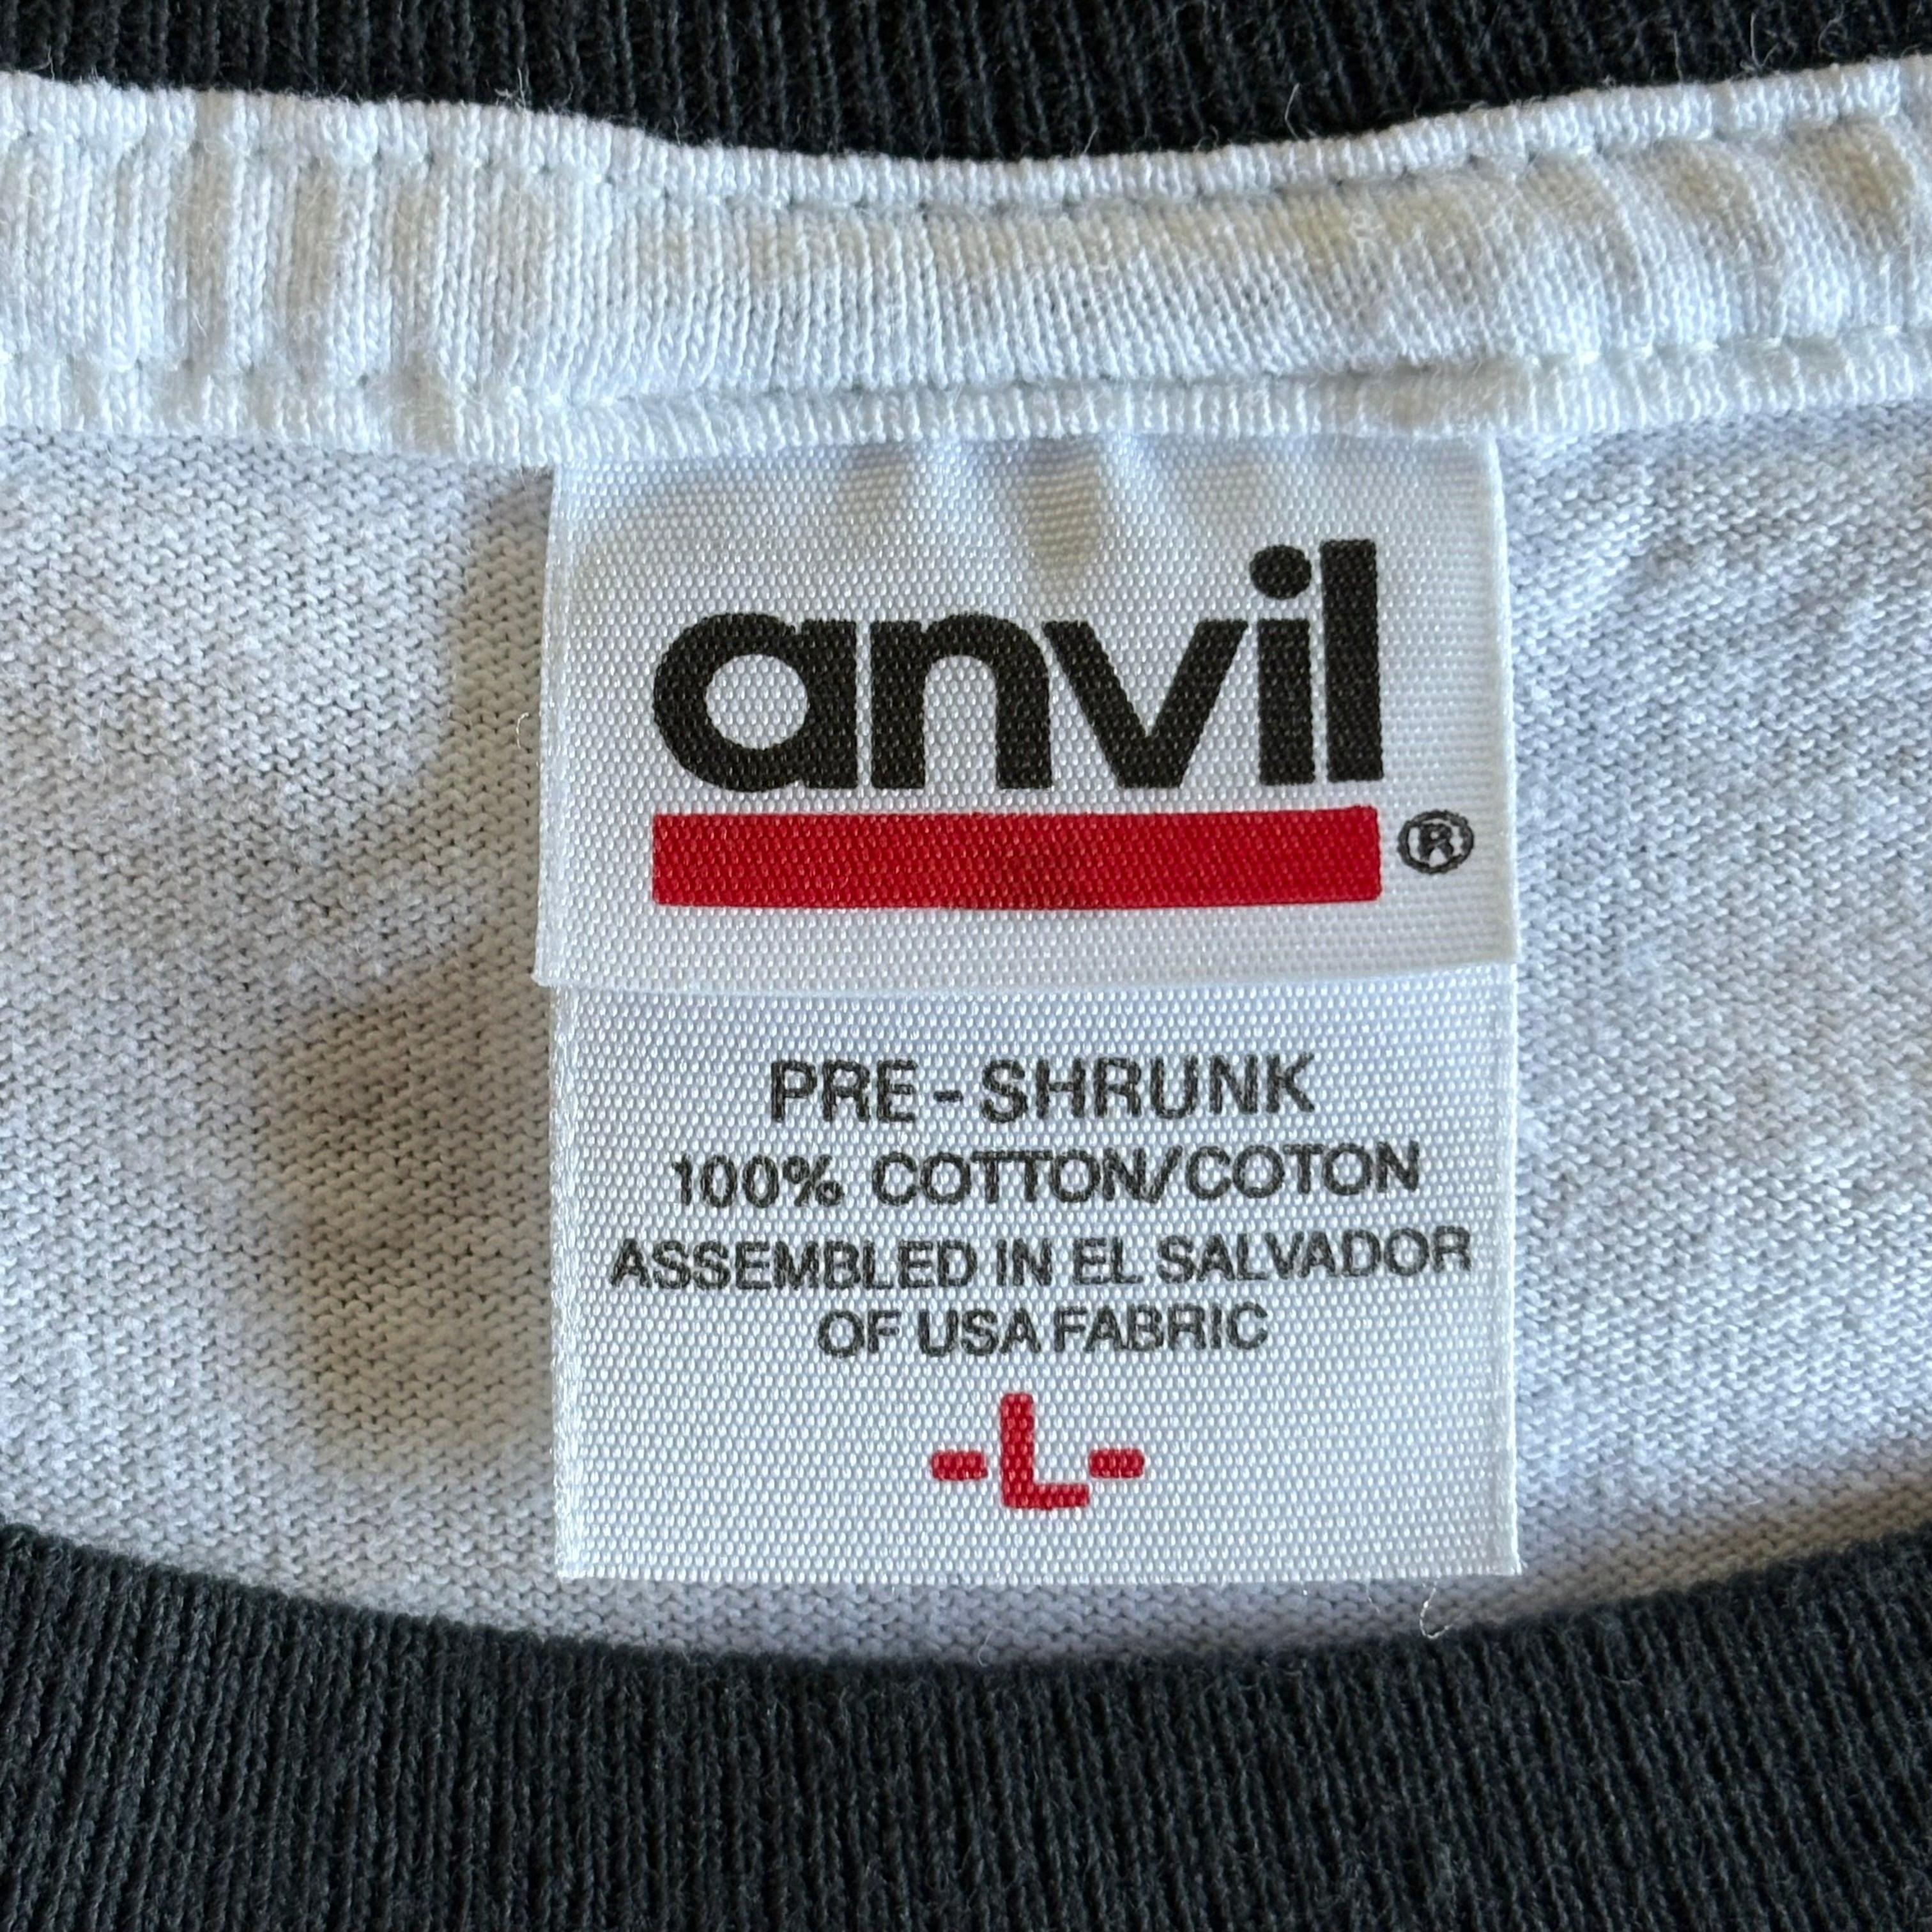 anvil
®
PRE-SHRUNK
100% COTTON/COTON
ASSEMBLED IN EL SALVADOR
OF USA FABRIC
-L-